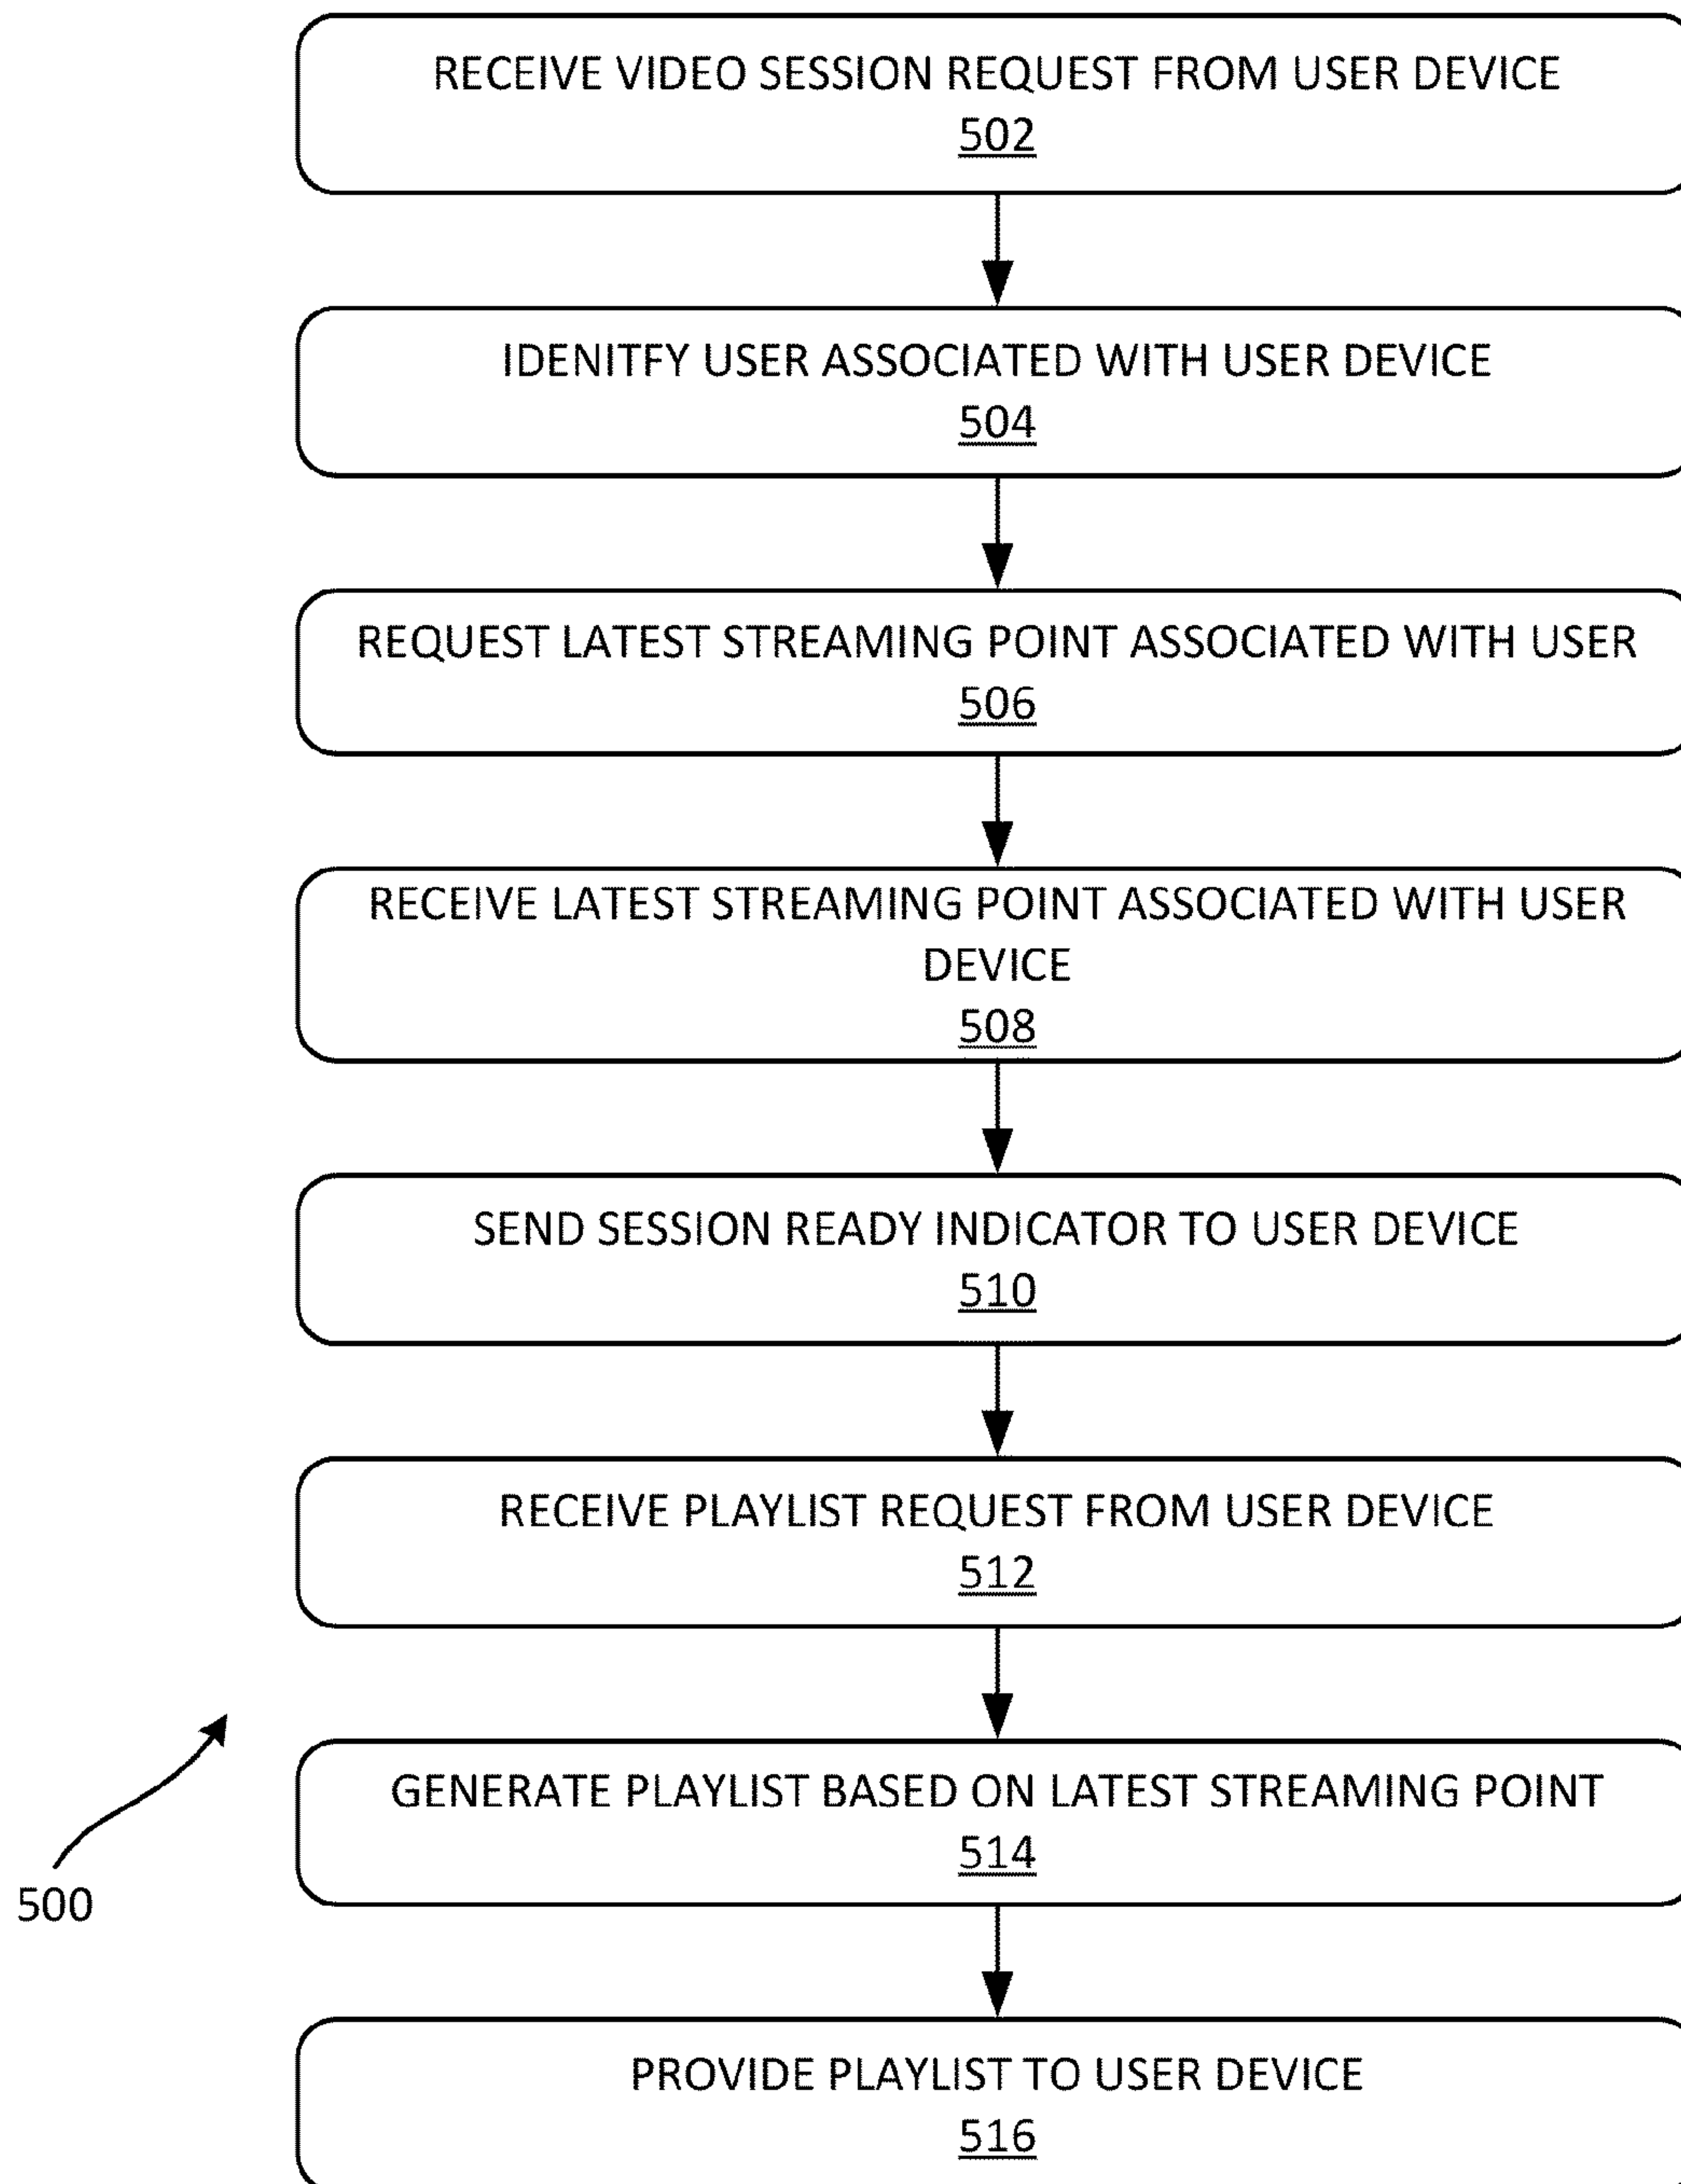 RECEIVE VIDEO SESSION REQUEST FROM USER DEVICE
502
IDENITFY USER ASSOCIATED WITH USER DEVICE
504
REQUEST LATEST STREAMING POINT ASSOCIATED WITH USER
506
RECEIVE LATEST STREAMING POINT ASSOCIATED WITH USER
DEVICE
508
SEND SESSION READY INDICATOR TO USER DEVICE
510
RECEIVE PLAYLIST REQUEST FROM USER DEVICE
512
GENERATE PLAYLIST BASED ON LATEST STREAMING POINT
514
500
PROVIDE PLAYLIST TO USER DEVICE
516